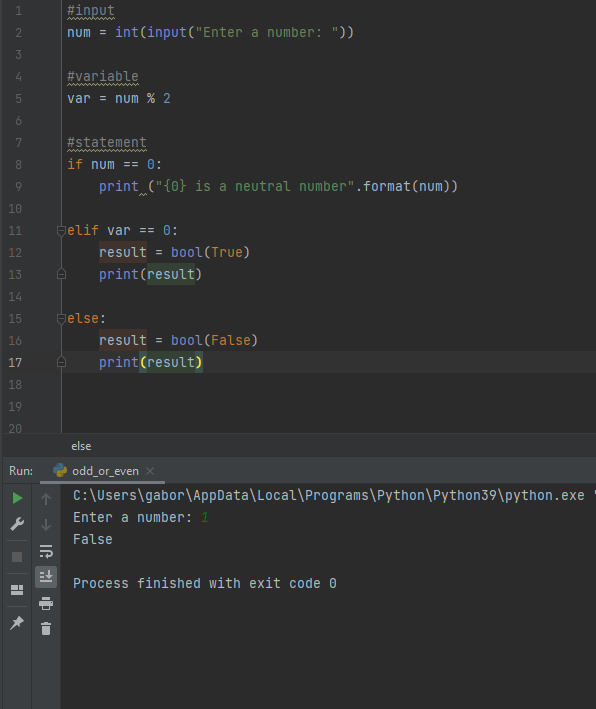 1 #input
2 num = int(input("Enter a number: "))
3
4 #variable
5 var = num % 2
6
7 #statement
8 if num == 0:
9     print ("{0} is a neutral number".format(num))
10
11 elif var == 0:
12     result = bool(True)
13     print(result)
14
15 else:
16     result = bool(False)
17     print(result)
18
19
20
else
Run: odd_or_even ×
C:\Users\gabor\AppData\Local\Programs\Python\Python39\python.exe "
Enter a number: 1
False
Process finished with exit code 0